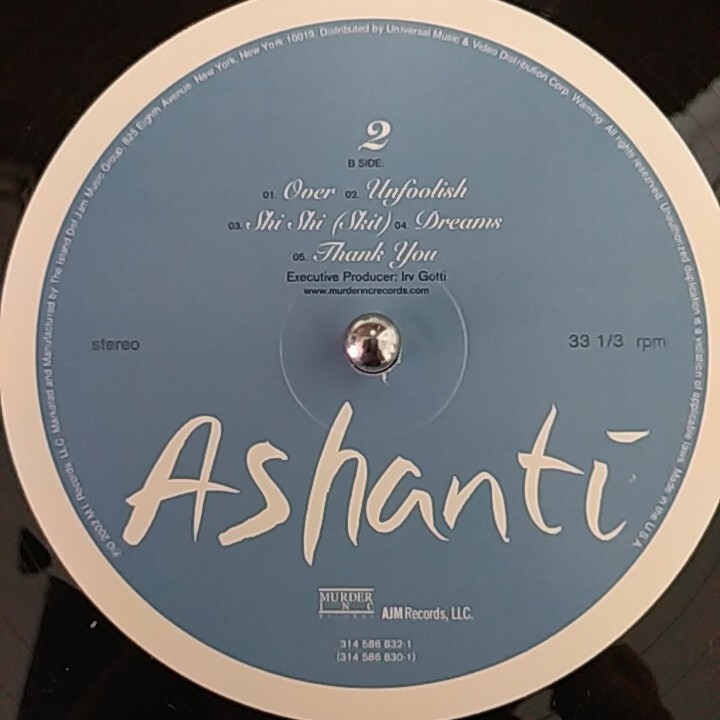 2
B SIDE:
01. Over 02. Unfoolish
03. Shi Shi (Skit) 04. Dreams
05. Thank You
Executive Producer: Irv Gotti
www.murderincrecords.com
stereo
33 1/3 rpm
Ashanti
MURDER
INC
RECORDS
AJM Records, LLC.
314 586 832-1
(314 586 830-1)
℗© 2002 M.I. Records, LLC. Marketed and Manufactured by The Island Def Jam Music Group, 825 Eighth Avenue, New York, New York 10019. Distributed by Universal Music & Video Distribution Corp. Warning: All rights reserved. Unauthorized duplication is a violation of applicable laws. Made in the U.S.A